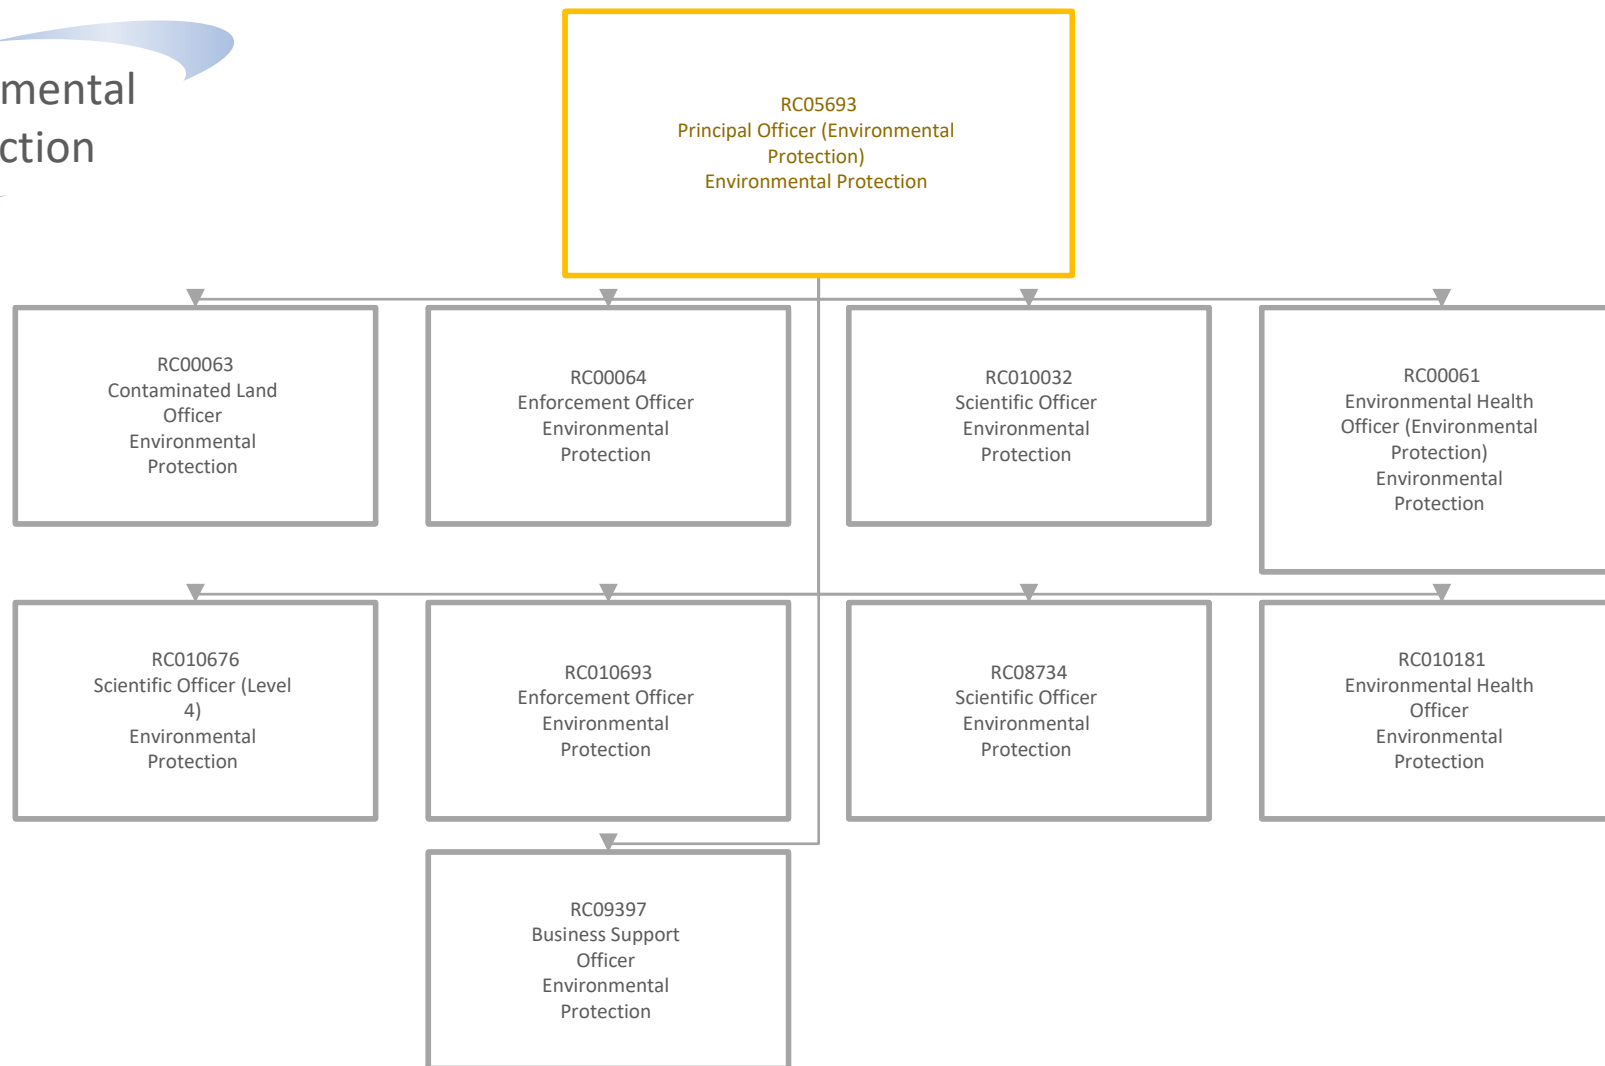 mental
ction
RC05693
Principal Officer (Environmental
Protection)
Environmental Protection
RC00063
Contaminated Land
Officer
Environmental
Protection
RC00064
Enforcement Officer
Environmental
Protection
RC010032
Scientific Officer
Environmental
Protection
RC00061
Environmental Health
Officer (Environmental
Protection)
Environmental
Protection
RC010676
Scientific Officer (Level
4)
Environmental
Protection
RC010693
Enforcement Officer
Environmental
Protection
RC08734
Scientific Officer
Environmental
Protection
RC010181
Environmental Health
Officer
Environmental
Protection
RC09397
Business Support
Officer
Environmental
Protection